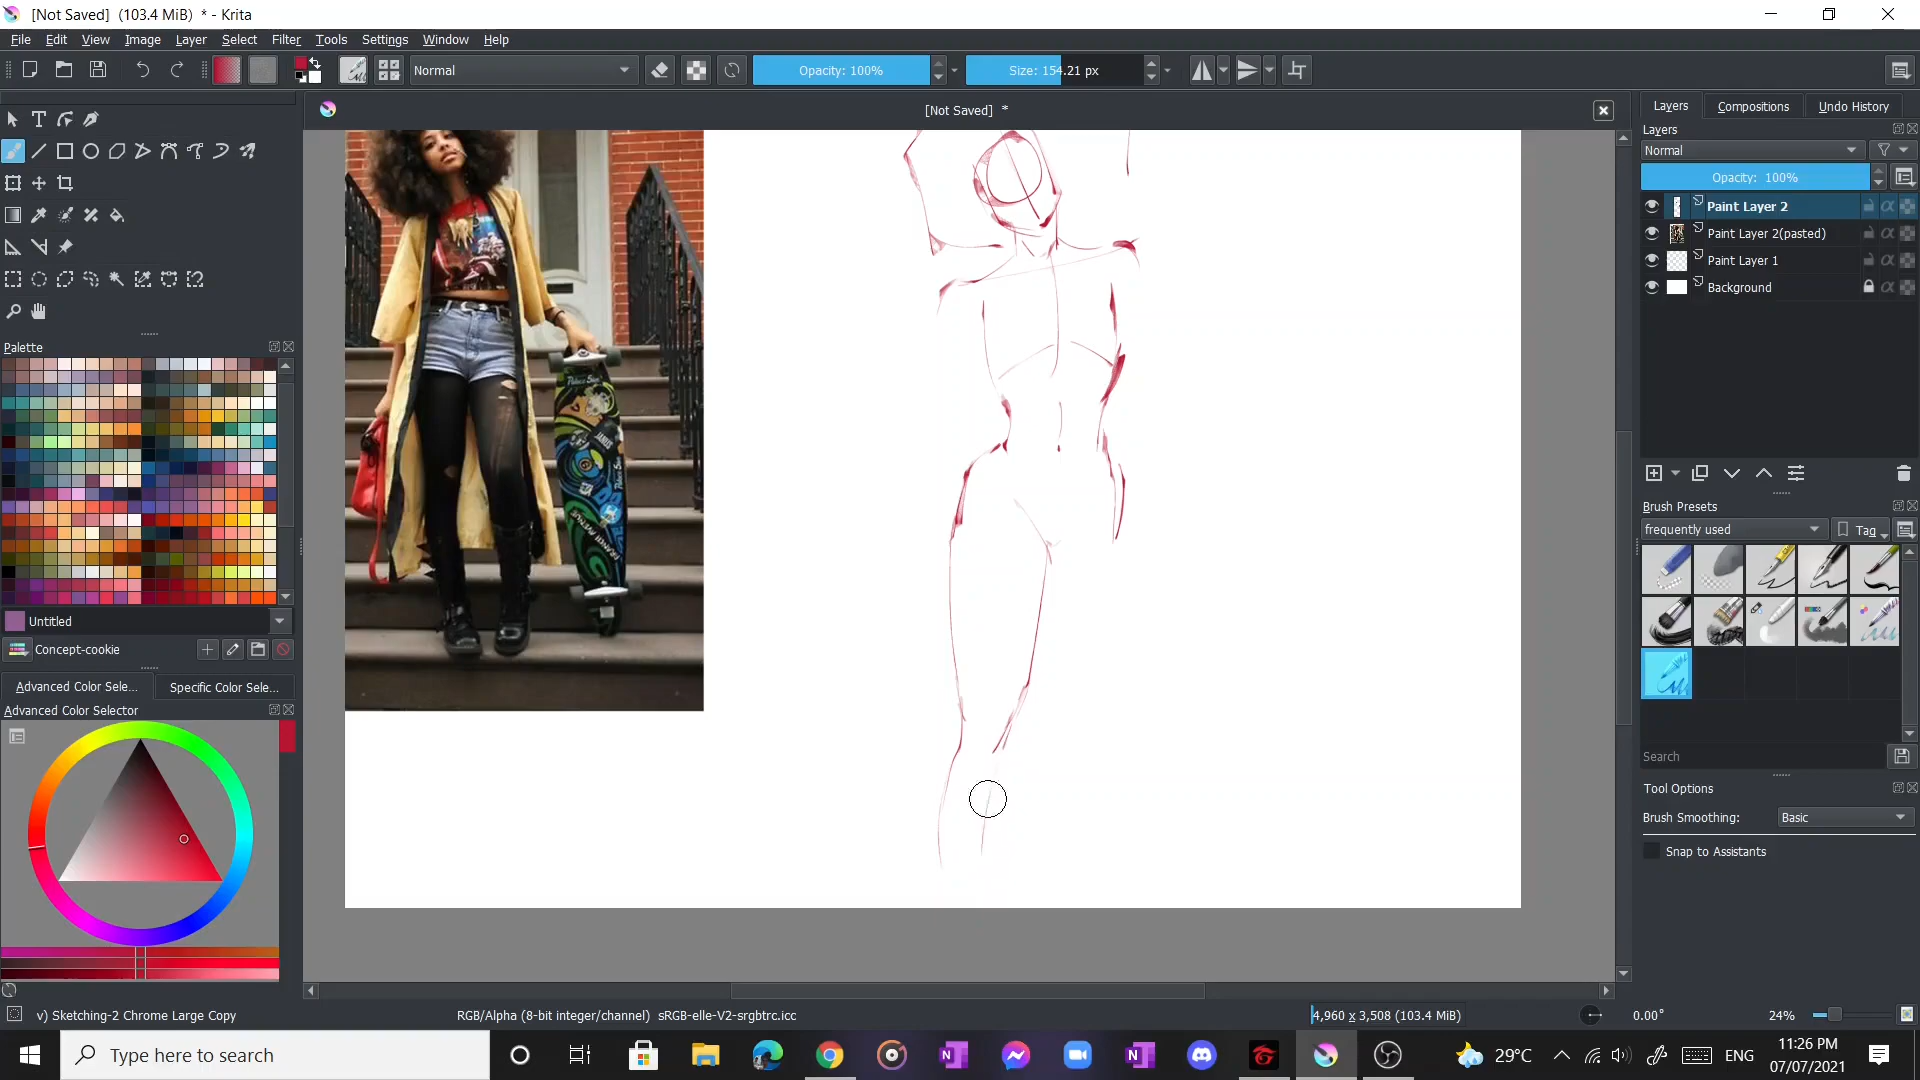 [Not Saved]  (103.4 MiB)  * - Krita
File Edit View Image Layer Select Filter Tools Settings Window Help
Normal
Opacity: 100%
Size: 154.21 px
[Not Saved]  *
Layers Compositions Undo History
Layers
Normal
Opacity:  100%
Paint Layer 2
Paint Layer 2(pasted)
Paint Layer 1
Background
Palette
Untitled
Concept-cookie
Advanced Color Sele...
Specific Color Sele...
Advanced Color Selector
Brush Presets
frequently used
Tag
Search
Tool Options
Brush Smoothing:
Basic
Snap to Assistants
v) Sketching-2 Chrome Large Copy
RGB/Alpha (8-bit integer/channel)  sRGB-elle-V2-srgbtrc.icc
4,960 x 3,508 (103.4 MiB)
0.00°
24%
Type here to search
29°C
ENG
11:26 PM
07/07/2021